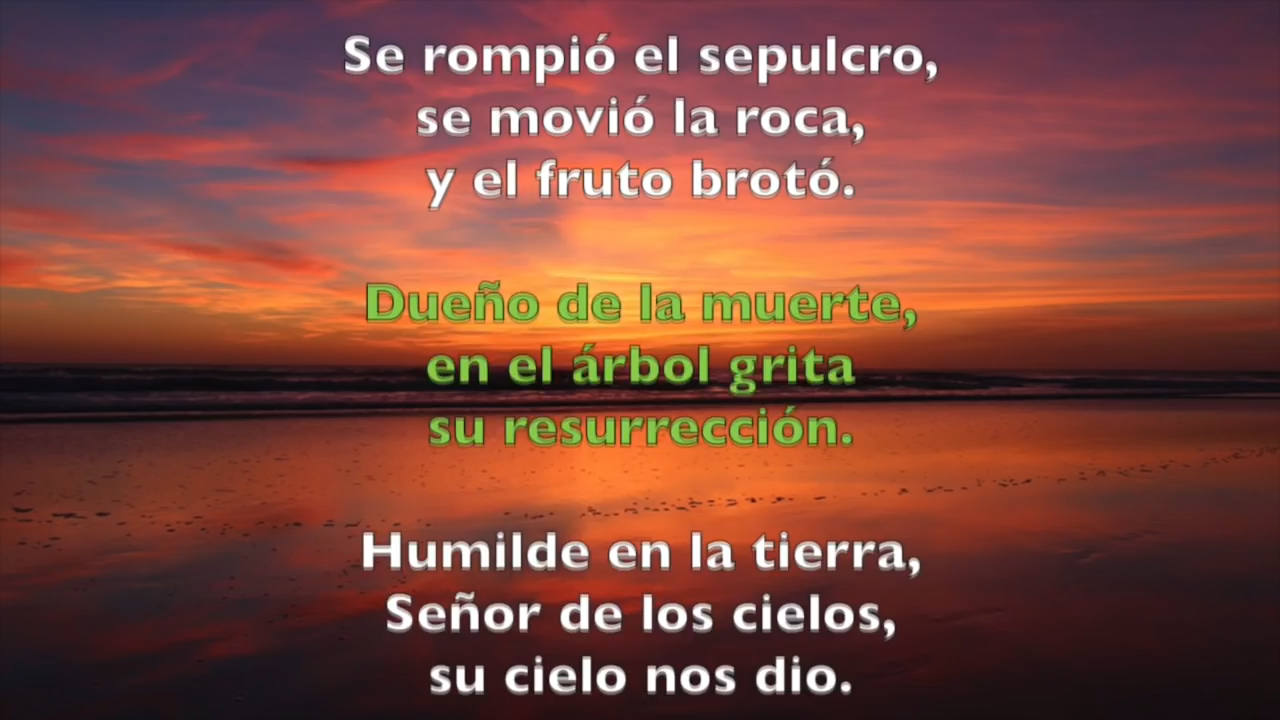 Se rompió el sepulcro,
se movió la roca,
y el fruto brotó.
Dueño de la muerte,
en el árbol grita
su resurrección.
Humilde en la tierra,
Señor de los cielos,
su cielo nos dio.